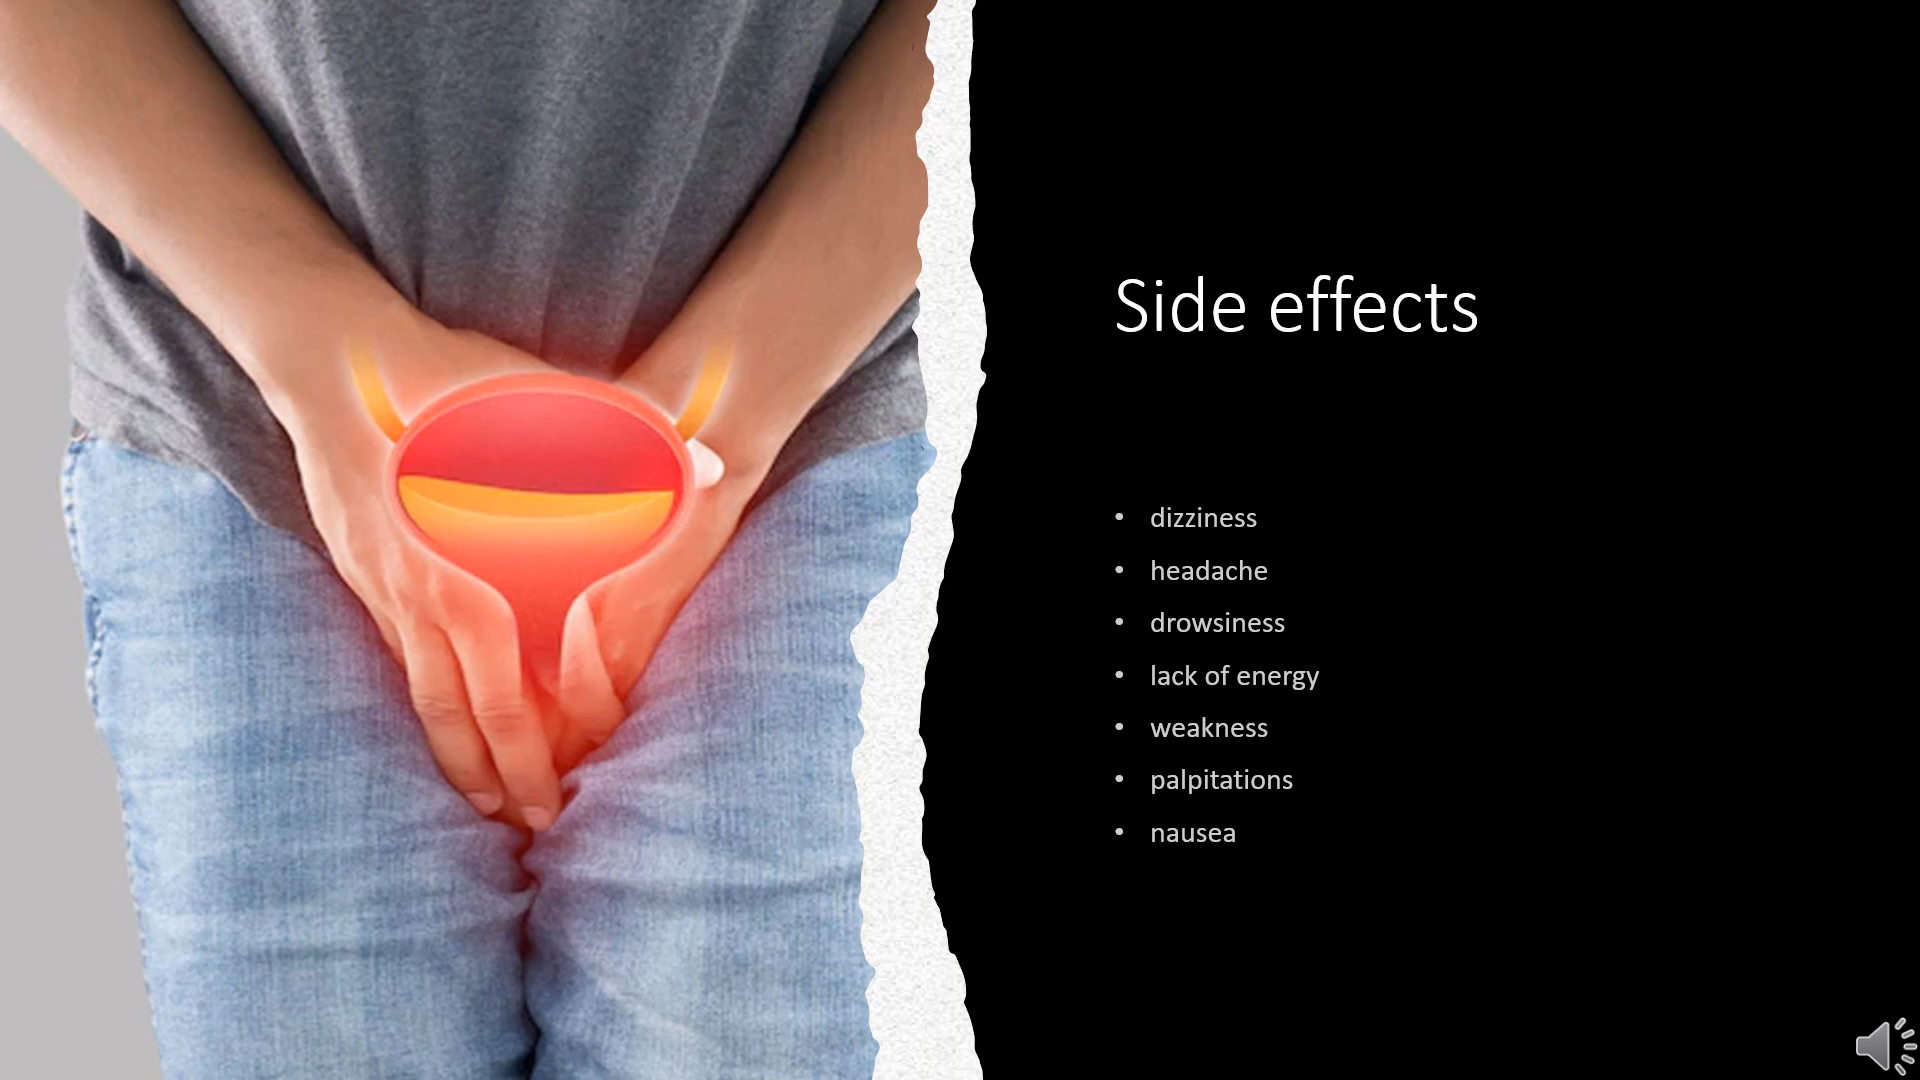 Side effects
• dizziness
• headache
• drowsiness
• lack of energy
• weakness
• palpitations
• nausea